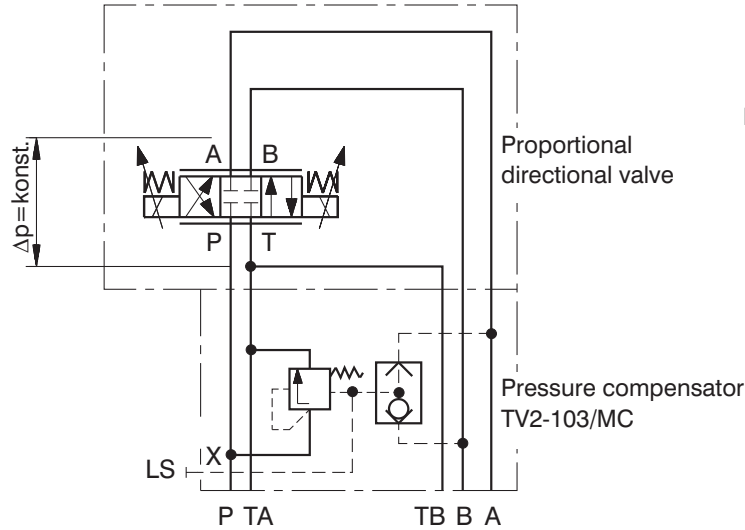 A B
Proportional
directional valve
Δp=konst.
P T
Pressure compensator
TV2-103/MC
X
LS
P TA TB B A